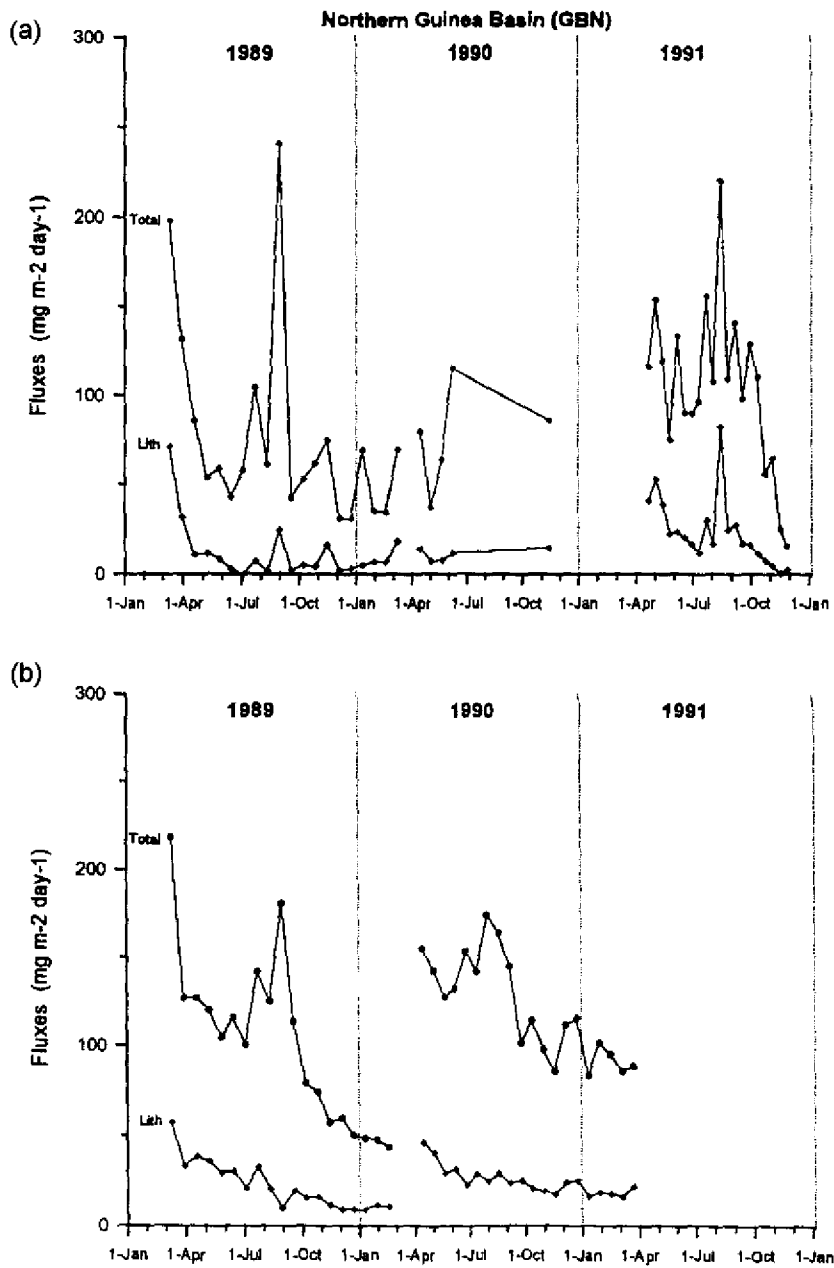 (a)
Northern Guinea Basin (GBN)
300
200
100
0
Fluxes (mg m-2 day-1)
1989
1990
1991
Total
Lith
1-Jan 1-Apr 1-Jul 1-Oct 1-Jan 1-Apr 1-Jul 1-Oct 1-Jan 1-Apr 1-Jul 1-Oct 1-Jan
(b)
300
200
100
0
Fluxes (mg m-2 day-1)
1989
1990
1991
Total
Lith
1-Jan 1-Apr 1-Jul 1-Oct 1-Jan 1-Apr 1-Jul 1-Oct 1-Jan 1-Apr 1-Jul 1-Oct 1-Jan